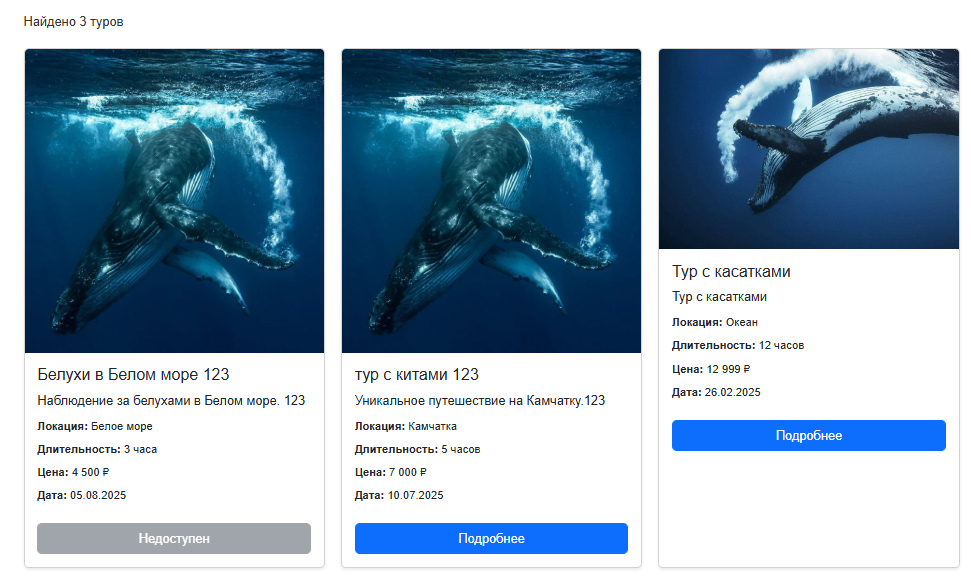 Найдено 3 туров
Белухи в Белом море 123
Наблюдение за белухами в Белом море. 123
Локация: Белое море
Длительность: 3 часа
Цена: 4 500 ₽
Дата: 05.08.2025
Недоступен
тур с китами 123
Уникальное путешествие на Камчатку.123
Локация: Камчатка
Длительность: 5 часов
Цена: 7 000 ₽
Дата: 10.07.2025
Подробнее
Тур с касатками
Тур с касатками
Локация: Океан
Длительность: 12 часов
Цена: 12 999 ₽
Дата: 26.02.2025
Подробнее